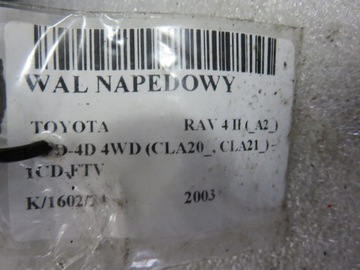 WAL NAPEDOWY
TOYOTA RAV 4 II (_A2_)
D-4D 4WD (CLA20_, CLA21_) -
1CD-FTV
2003